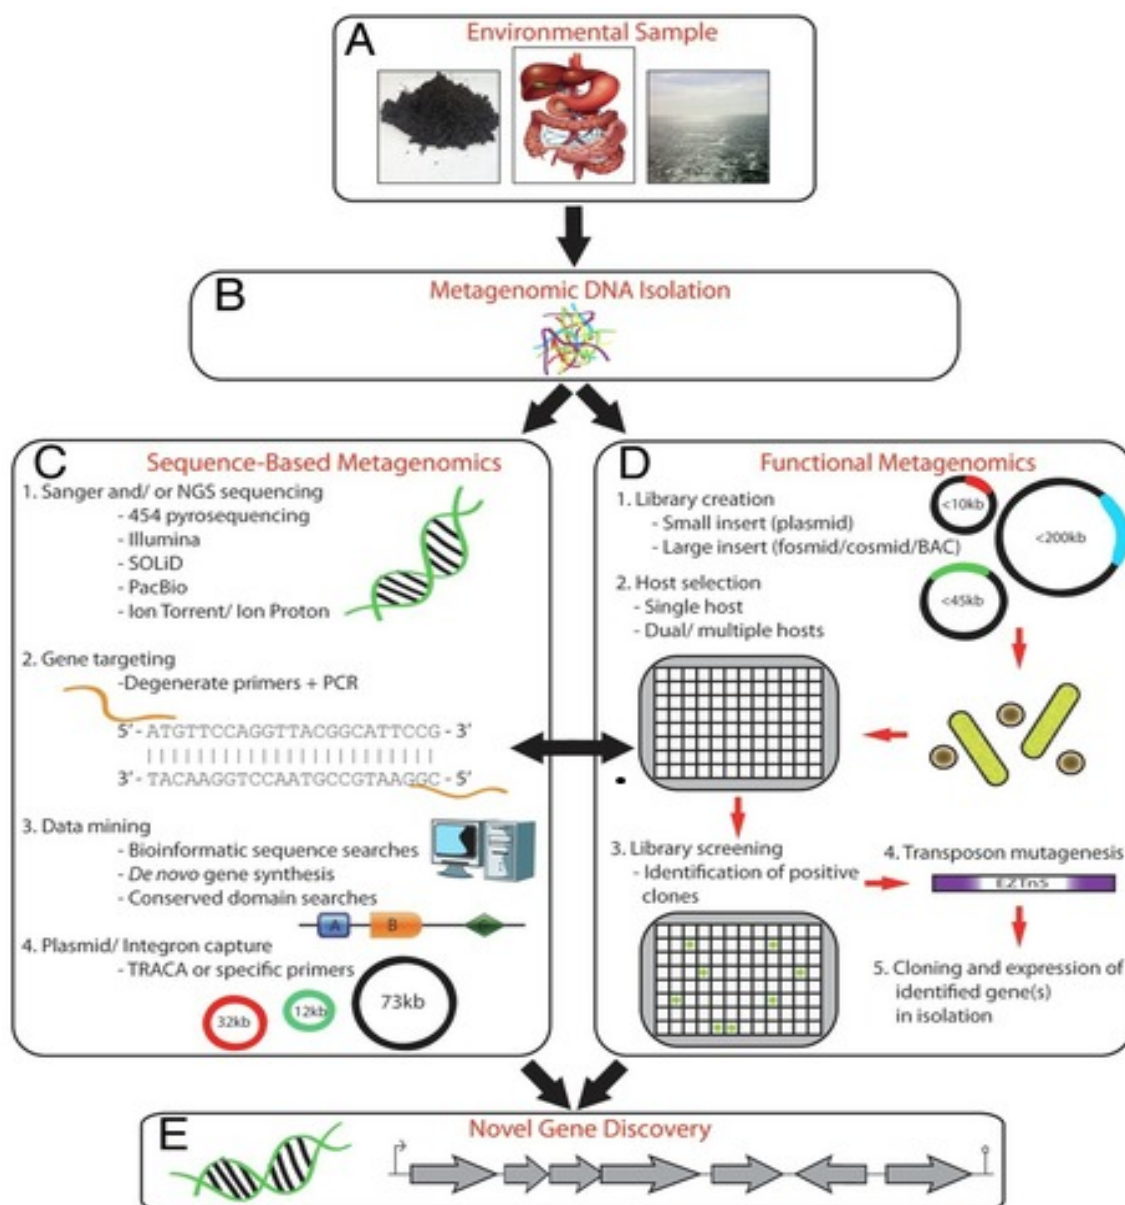 A
Environmental Sample
B
Metagenomic DNA Isolation
C
Sequence-Based Metagenomics
1. Sanger and/ or NGS sequencing
- 454 pyrosequencing
- Illumina
- SOLiD
- PacBio
- Ion Torrent/ Ion Proton
2. Gene targeting
-Degenerate primers + PCR
5’- ATGTTCCAGGTTACGGCATTCCG - 3’
3’- TACAAGGTCCAATGCCGTAAGGC - 5’
3. Data mining
- Bioinformatic sequence searches
- De novo gene synthesis
- Conserved domain searches
A B C
4. Plasmid/ Integron capture
- TRACA or specific primers
32kb
12kb
73kb
D
Functional Metagenomics
1. Library creation
- Small insert (plasmid)
- Large insert (fosmid/cosmid/BAC)
<10kb
<200kb
<45kb
2. Host selection
- Single host
- Dual/ multiple hosts
3. Library screening
- Identification of positive
clones
4. Transposon mutagenesis
EZTn5
5. Cloning and expression of
identified gene(s)
in isolation
E
Novel Gene Discovery